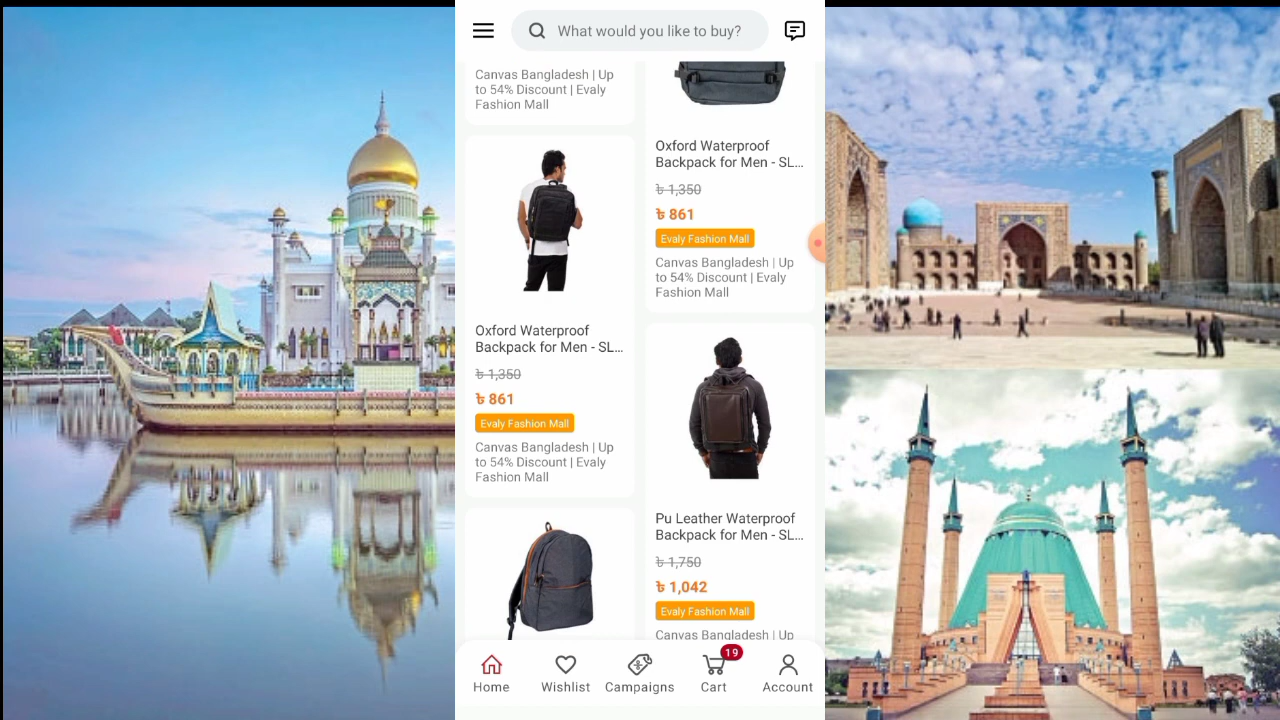 What would you like to buy?
Canvas Bangladesh | Up
to 54% Discount | Evaly
Fashion Mall
Oxford Waterproof
Backpack for Men - SL...
৳ 1,350
৳ 861
Evaly Fashion Mall
Canvas Bangladesh | Up
to 54% Discount | Evaly
Fashion Mall
Oxford Waterproof
Backpack for Men - SL...
৳ 1,350
৳ 861
Evaly Fashion Mall
Canvas Bangladesh | Up
to 54% Discount | Evaly
Fashion Mall
Pu Leather Waterproof
Backpack for Men - SL...
৳ 1,750
৳ 1,042
Evaly Fashion Mall
Canvas Bangladesh | Up
19
Home Wishlist Campaigns Cart Account